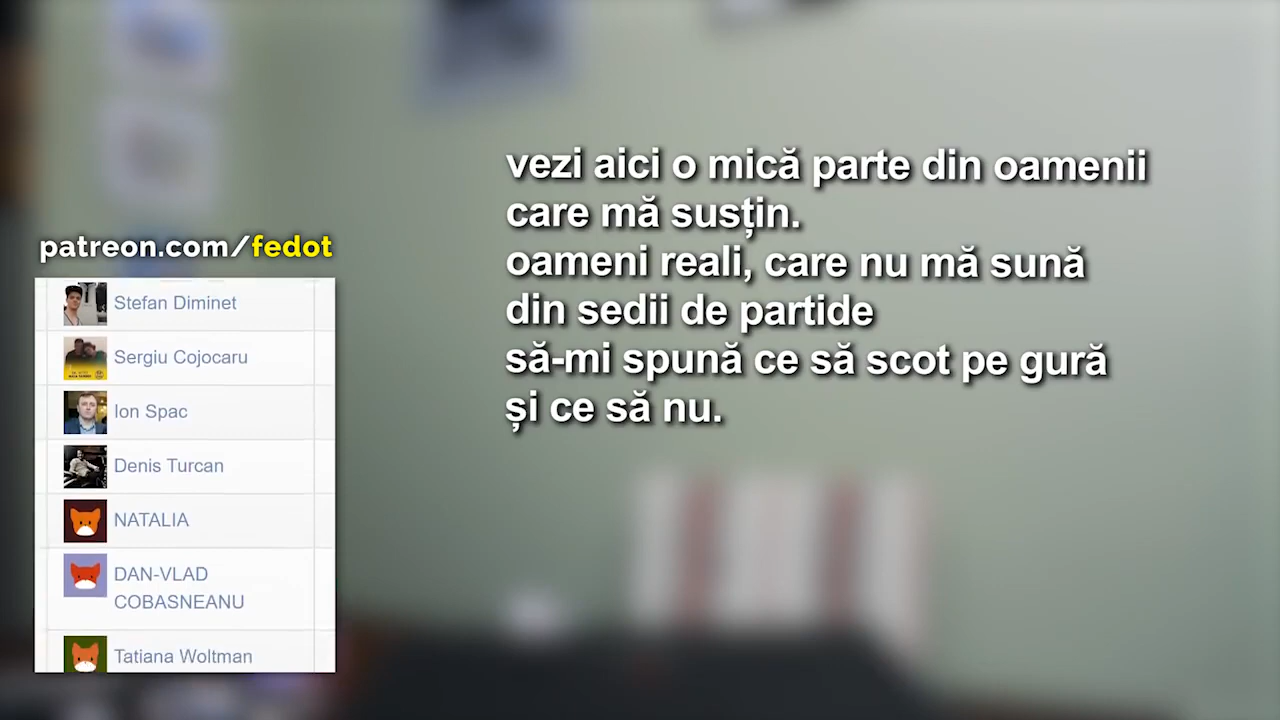 vezi aici o mică parte din oamenii
care mă susțin.
oameni reali, care nu mă sună
din sedii de partide
să-mi spună ce să scot pe gură
și ce să nu.
patreon.com/fedot
Stefan Diminet
Sergiu Cojocaru
Ion Spac
Denis Turcan
NATALIA
DAN-VLAD
COBASNEANU
Tatiana Woltman